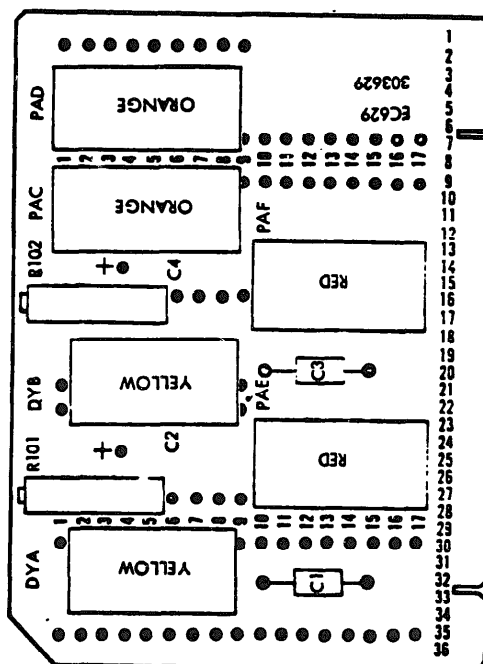 PAD
ORANGE
303629
EC629
1 2 3 4 5 6 7 8 9 10 11 12 13 14 15 16 17
PAC
ORANGE
PAF
R102
+
C4
RED
QYB
YELLOW
PAE
C3
R101
+
C2
RED
1 2 3 4 5 6 7 8 9 10 11 12 13 14 15 16 17
DYA
YELLOW
C1
1
2
3
4
5
6
7
8
9
10
11
12
13
14
15
16
17
18
19
20
21
22
23
24
25
26
27
28
29
30
31
32
33
34
35
36